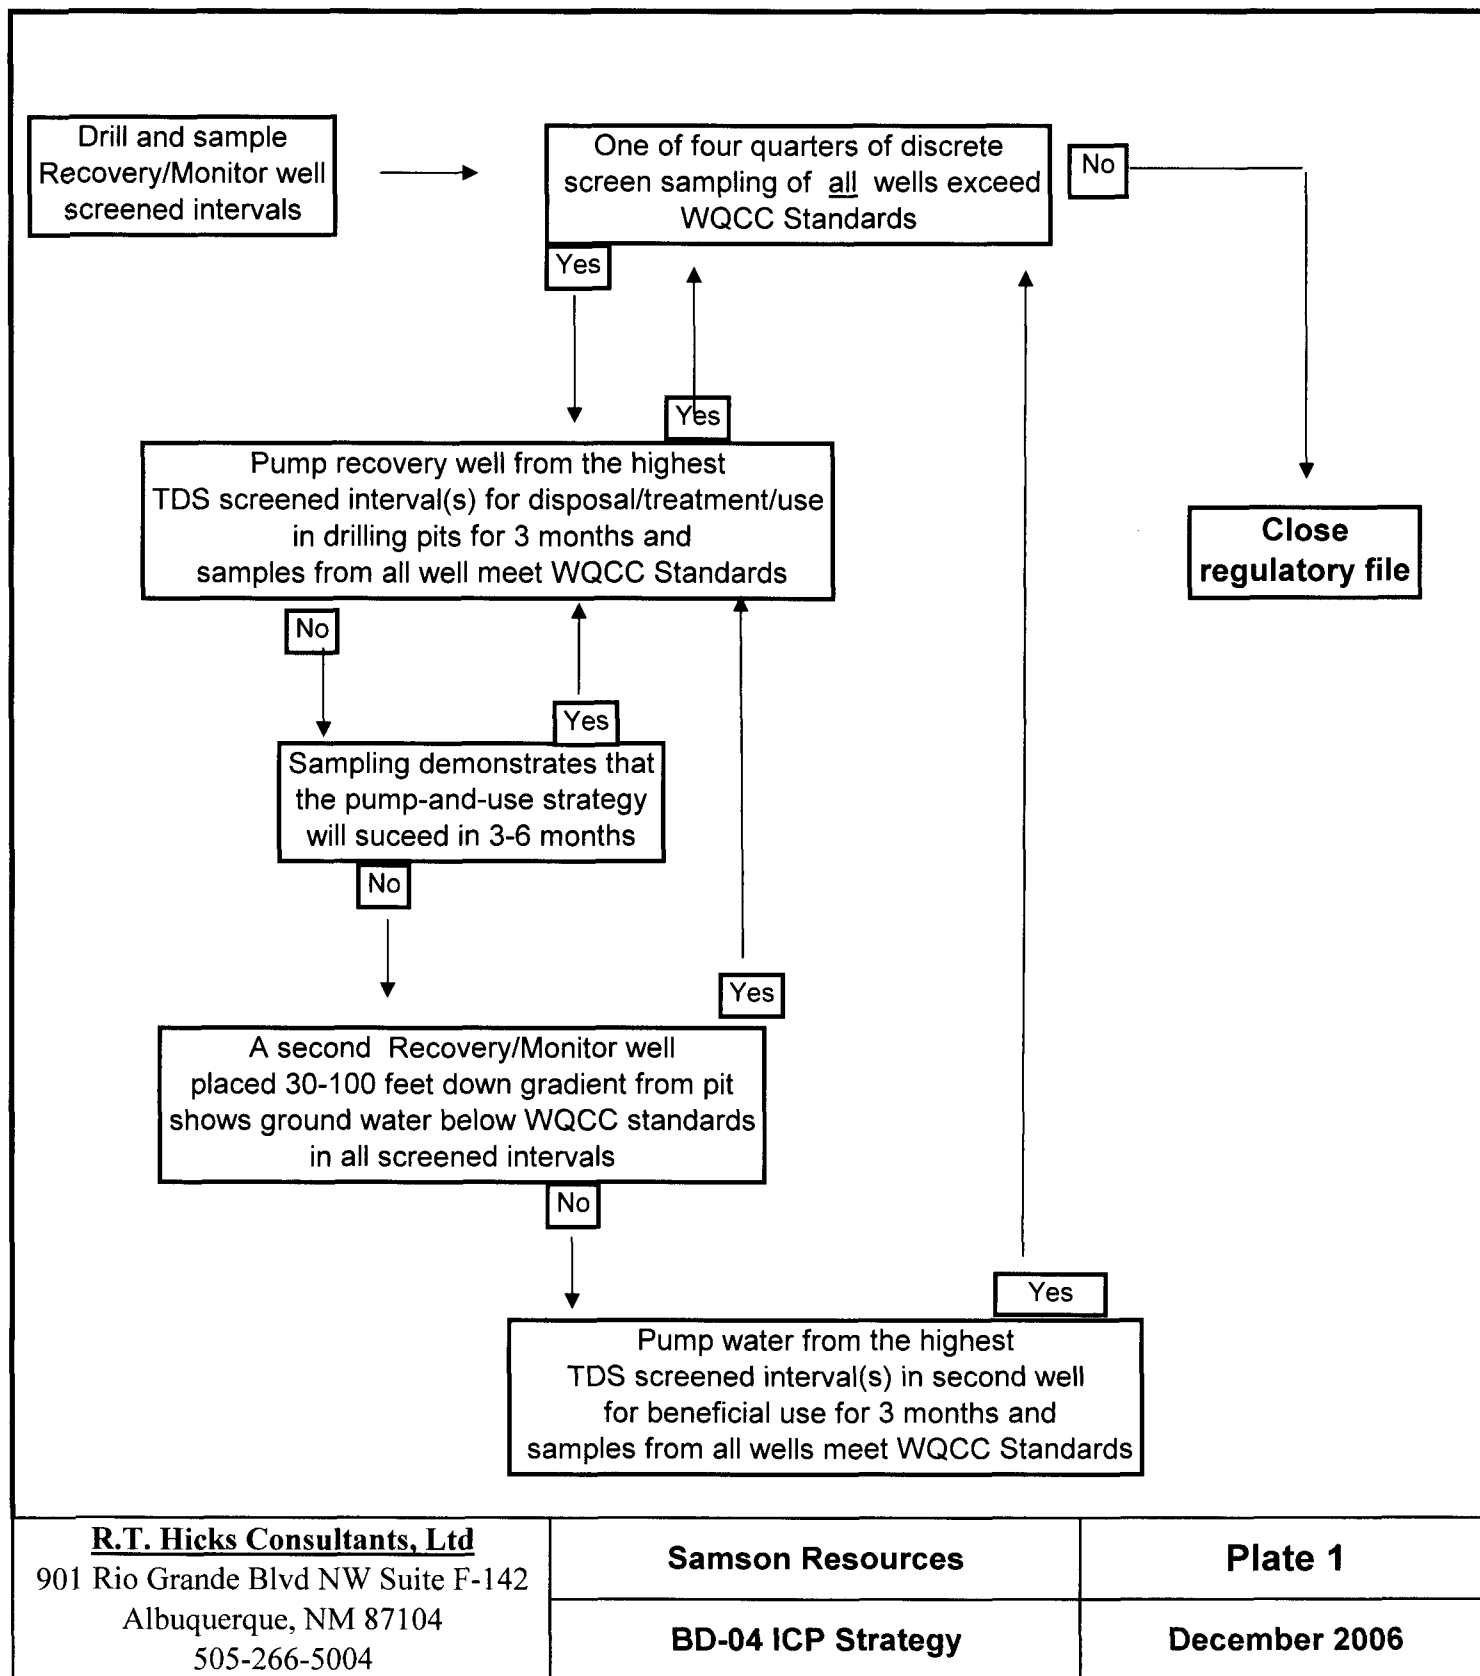 Drill and sample
Recovery/Monitor well
screened intervals
One of four quarters of discrete
screen sampling of all wells exceed
WQCC Standards
No
Yes
Yes
Pump recovery well from the highest
TDS screened interval(s) for disposal/treatment/use
in drilling pits for 3 months and
samples from all well meet WQCC Standards
Close
regulatory file
No
Yes
Sampling demonstrates that
the pump-and-use strategy
will suceed in 3-6 months
No
Yes
A second Recovery/Monitor well
placed 30-100 feet down gradient from pit
shows ground water below WQCC standards
in all screened intervals
No
Yes
Pump water from the highest
TDS screened interval(s) in second well
for beneficial use for 3 months and
samples from all wells meet WQCC Standards
R.T. Hicks Consultants, Ltd
901 Rio Grande Blvd NW Suite F-142
Albuquerque, NM 87104
505-266-5004
Samson Resources
BD-04 ICP Strategy
Plate 1
December 2006